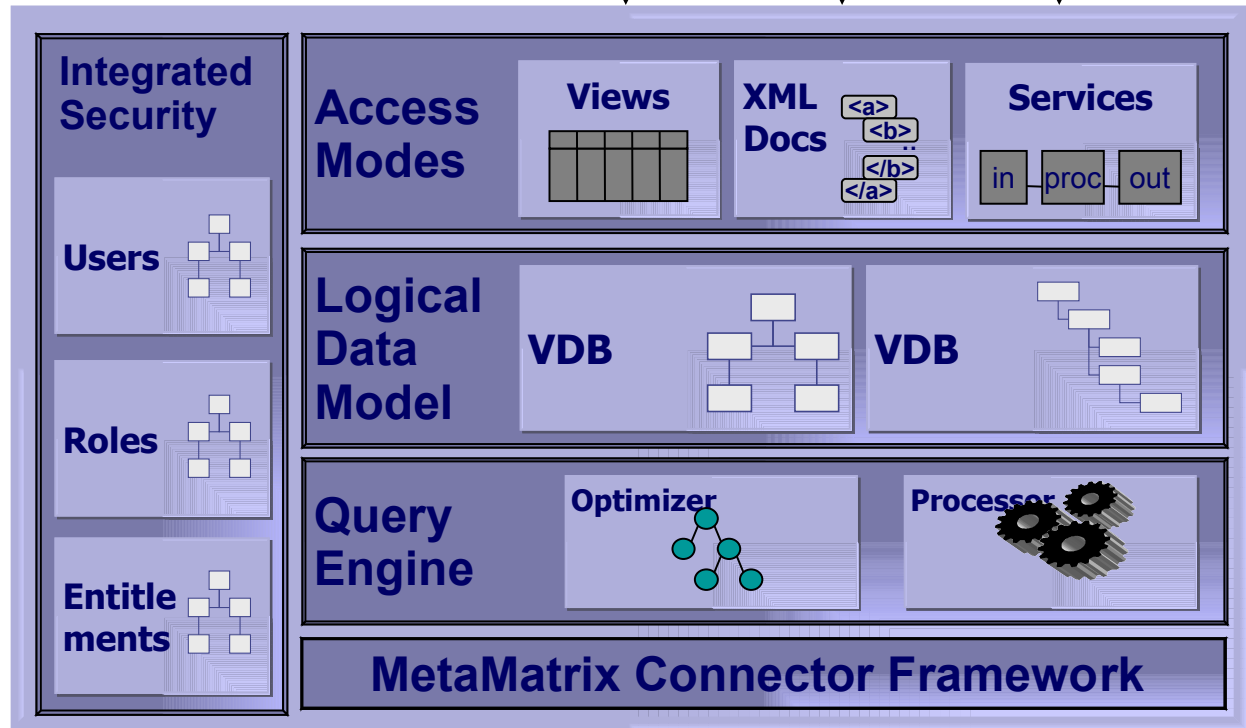 Integrated
Security
Users
Roles
Entitle
ments
Access
Modes
Views
XML
Docs
<a>
<b>
..
</b>
</a>
Services
in proc out
Logical
Data
Model
VDB
VDB
Query
Engine
Optimizer
Processor
MetaMatrix Connector Framework